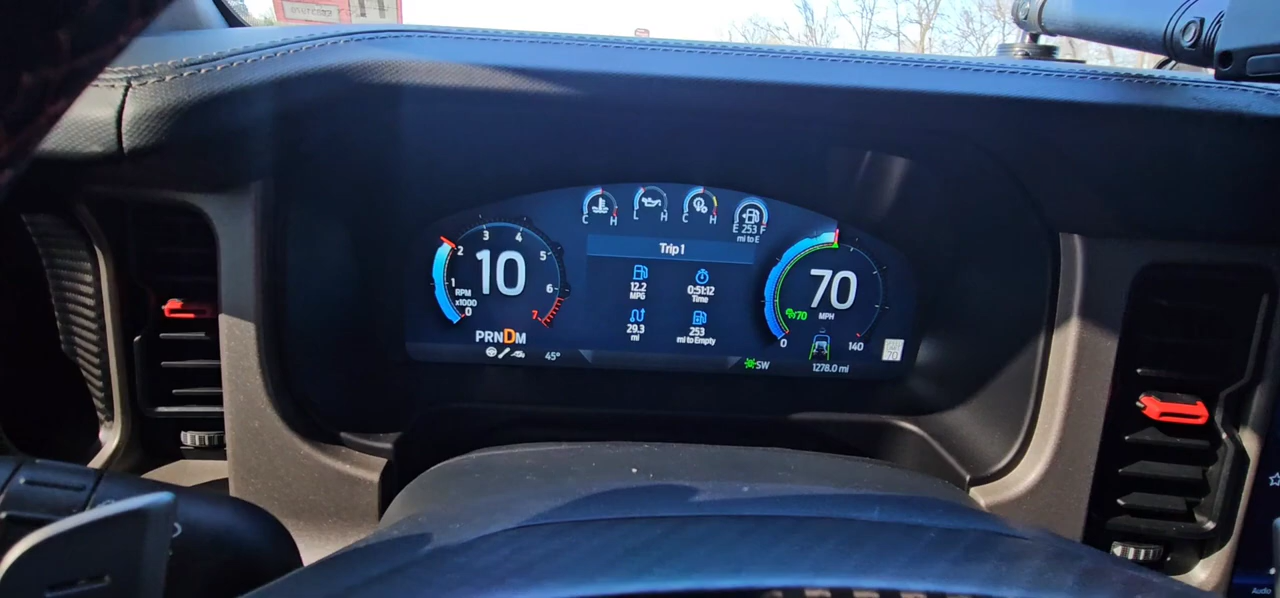 C H
L H
C H
E 253 F
mi to E
Trip 1
12.2
MPG
0:51:12
Time
29.3
mi
253
mi to Empty
0
1
2
3
4
5
6
7
RPM
x1000
10
PRNDM
45°
70
MPH
70
0
140
SW
1278.0 mi
70
Audio